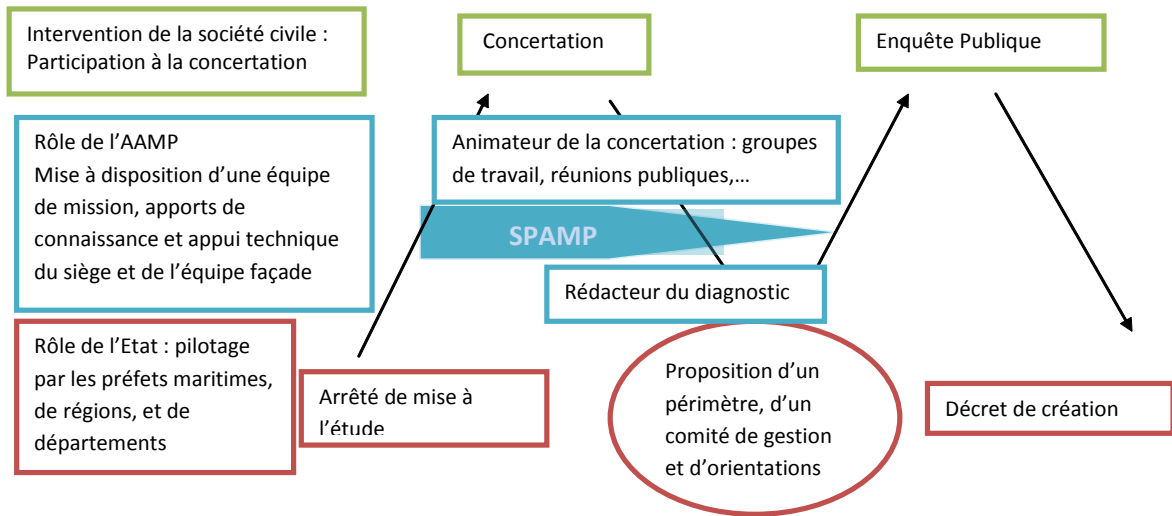 Intervention de la société civile :
Participation à la concertation
Concertation
Enquête Publique
Rôle de l’AAMP
Mise à disposition d’une équipe
de mission, apports de
connaissance et appui technique
du siège et de l’équipe façade
Animateur de la concertation : groupes
de travail, réunions publiques,…
SPAMP
Rédacteur du diagnostic
Rôle de l’Etat : pilotage
par les préfets maritimes,
de régions, et de
départements
Arrêté de mise à
l’étude
Proposition d’un
périmètre, d’un
comité de gestion
et d’orientations
Décret de création